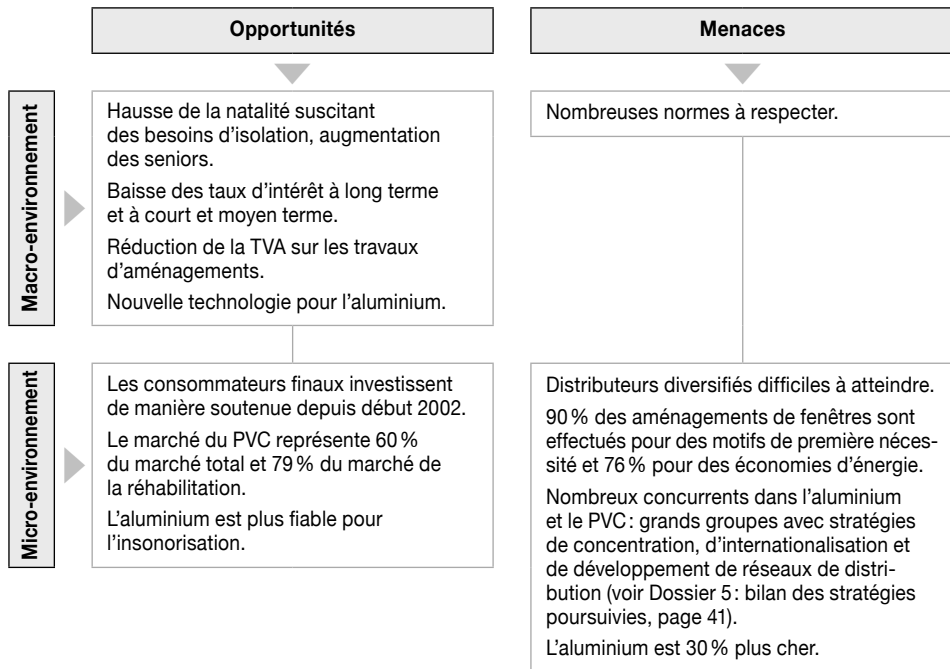 Opportunités
Menaces
Macro-environnement
Hausse de la natalité suscitant
des besoins d'isolation, augmentation
des seniors.
Baisse des taux d'intérêt à long terme
et à court et moyen terme.
Réduction de la TVA sur les travaux
d'aménagements.
Nouvelle technologie pour l'aluminium.
Nombreuses normes à respecter.
Micro-environnement
Les consommateurs finaux investissent
de manière soutenue depuis début 2002.
Le marché du PVC représente 60 %
du marché total et 79 % du marché de
la réhabilitation.
L'aluminium est plus fiable pour
l'insonorisation.
Distributeurs diversifiés difficiles à atteindre.
90 % des aménagements de fenêtres sont
effectués pour des motifs de première néces-
sité et 76 % pour des économies d'énergie.
Nombreux concurrents dans l'aluminium
et le PVC : grands groupes avec stratégies
de concentration, d'internationalisation et
de développement de réseaux de distri-
bution (voir Dossier 5 : bilan des stratégies
poursuivies, page 41).
L'aluminium est 30 % plus cher.